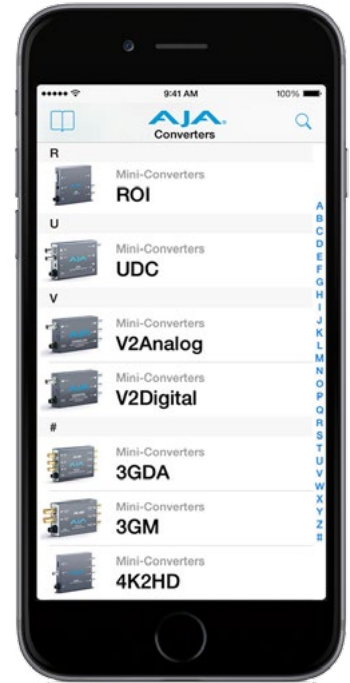 9:41 AM
100%
AJA
Converters
R
Mini-Converters
ROI
U
Mini-Converters
UDC
V
Mini-Converters
V2Analog
Mini-Converters
V2Digital
#
Mini-Converters
3GDA
Mini-Converters
3GM
Mini-Converters
4K2HD
A
B
C
D
E
F
G
H
I
J
K
L
M
N
O
P
Q
R
S
T
U
V
W
X
Y
Z
#